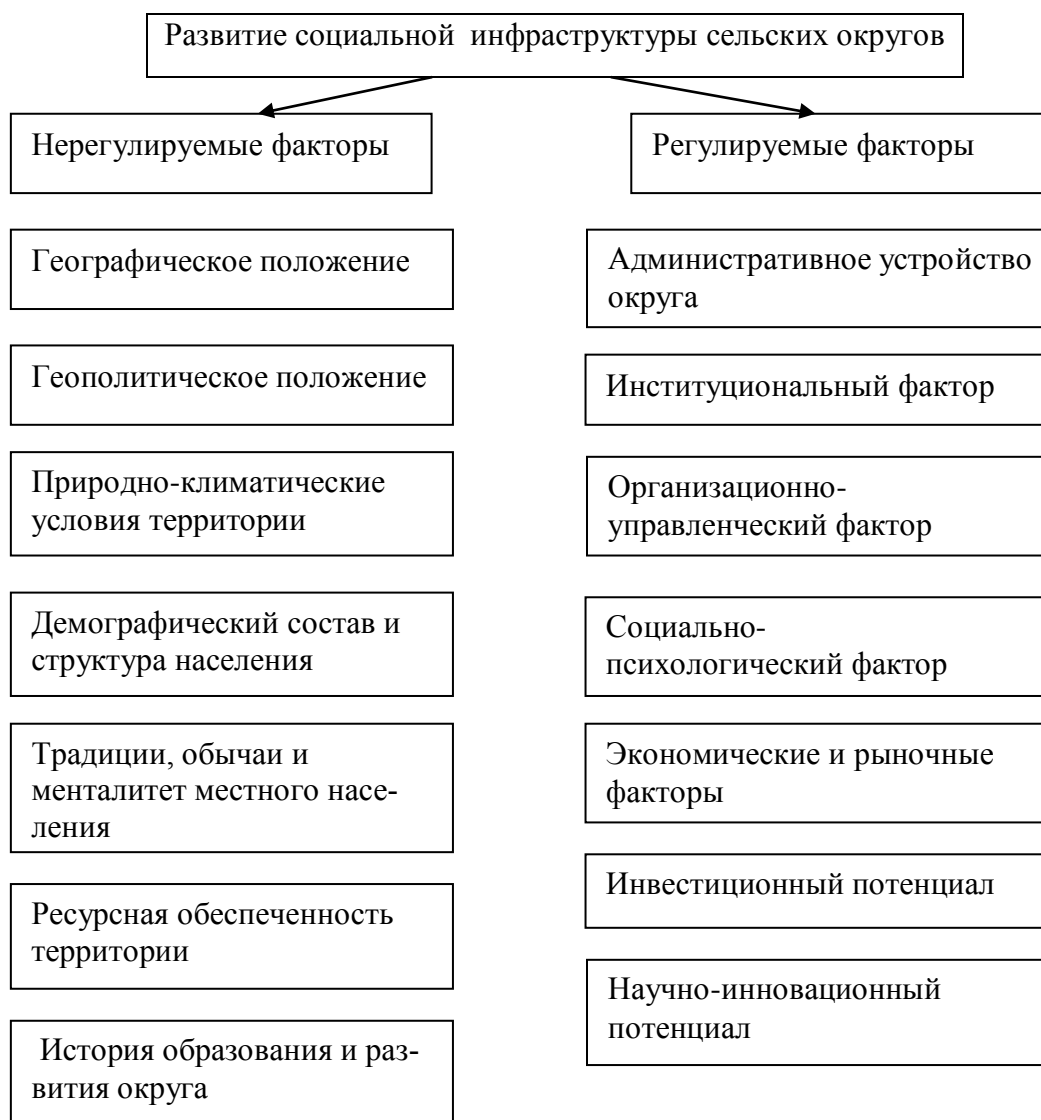 Развитие социальной инфраструктуры сельских округов
Нерегулируемые факторы
Регулируемые факторы
Географическое положение
Геополитическое положение
Природно-климатические
условия территории
Демографический состав и
структура населения
Традиции, обычаи и
менталитет местного насе-
ления
Ресурсная обеспеченность
территории
История образования и раз-
вития округа
Административное устройство
округа
Институциональный фактор
Организационно-
управленческий фактор
Социально-
психологический фактор
Экономические и рыночные
факторы
Инвестиционный потенциал
Научно-инновационный
потенциал